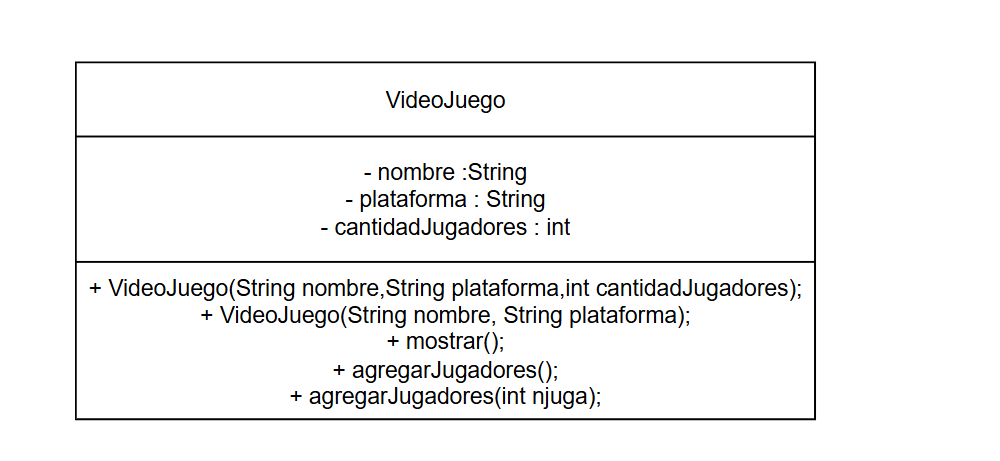 VideoJuego
- nombre :String
- plataforma : String
- cantidadJugadores : int
+ VideoJuego(String nombre,String plataforma,int cantidadJugadores);
+ VideoJuego(String nombre, String plataforma);
+ mostrar();
+ agregarJugadores();
+ agregarJugadores(int njuga);